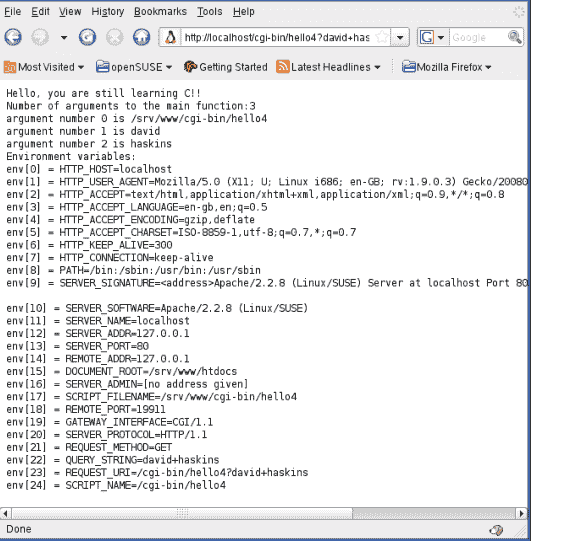 File Edit View History Bookmarks Tools Help
http://localhost/cgi-bin/hello4?david+has G Google
Most Visited openSUSE Getting Started Latest Headlines Mozilla Firefox
Hello, you are still learning C!!
Number of arguments to the main function:3
argument number 0 is /srv/www/cgi-bin/hello4
argument number 1 is david
argument number 2 is haskins
Environment variables:
env[0] = HTTP_HOST=localhost
env[1] = HTTP_USER_AGENT=Mozilla/5.0 (X11; U; Linux i686; en-GB; rv:1.9.0.3) Gecko/20080
env[2] = HTTP_ACCEPT=text/html,application/xhtml+xml,application/xml;q=0.9,*/*;q=0.8
env[3] = HTTP_ACCEPT_LANGUAGE=en-gb,en;q=0.5
env[4] = HTTP_ACCEPT_ENCODING=gzip,deflate
env[5] = HTTP_ACCEPT_CHARSET=ISO-8859-1,utf-8;q=0.7,*;q=0.7
env[6] = HTTP_KEEP_ALIVE=300
env[7] = HTTP_CONNECTION=keep-alive
env[8] = PATH=/bin:/sbin:/usr/bin:/usr/sbin
env[9] = SERVER_SIGNATURE=<address>Apache/2.2.8 (Linux/SUSE) Server at localhost Port 80
env[10] = SERVER_SOFTWARE=Apache/2.2.8 (Linux/SUSE)
env[11] = SERVER_NAME=localhost
env[12] = SERVER_ADDR=127.0.0.1
env[13] = SERVER_PORT=80
env[14] = REMOTE_ADDR=127.0.0.1
env[15] = DOCUMENT_ROOT=/srv/www/htdocs
env[16] = SERVER_ADMIN=[no address given]
env[17] = SCRIPT_FILENAME=/srv/www/cgi-bin/hello4
env[18] = REMOTE_PORT=19911
env[19] = GATEWAY_INTERFACE=CGI/1.1
env[20] = SERVER_PROTOCOL=HTTP/1.1
env[21] = REQUEST_METHOD=GET
env[22] = QUERY_STRING=david+haskins
env[23] = REQUEST_URI=/cgi-bin/hello4?david+haskins
env[24] = SCRIPT_NAME=/cgi-bin/hello4
Done